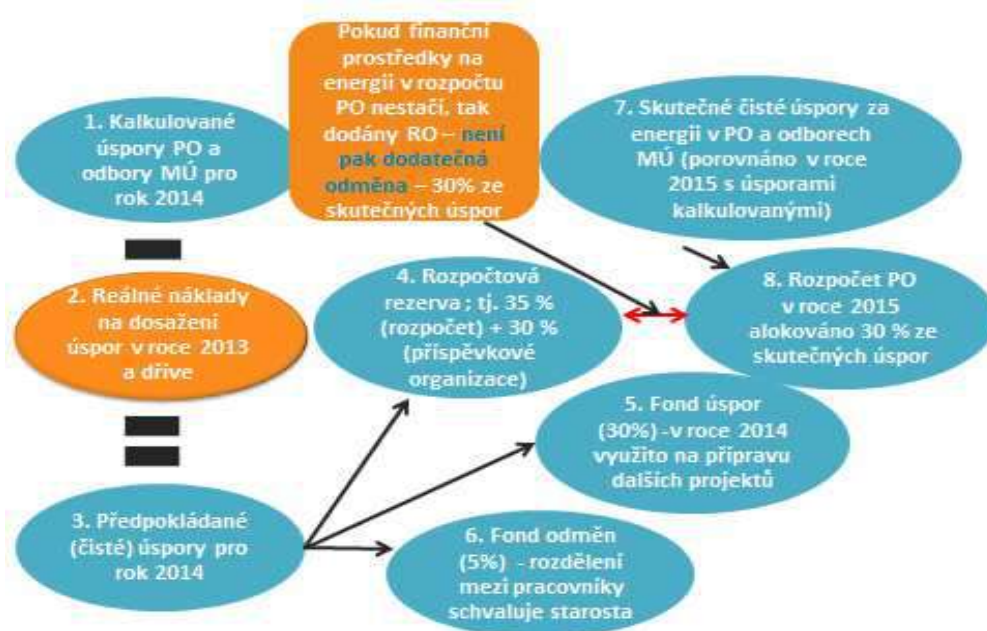 1. Kalkulované
úspory PO a
odbory MÚ pro
rok 2014
Pokud finanční
prostředky na
energii v rozpočtu
PO nestačí, tak
dodány RO – není
pak dodatečná
odměna – 30% ze
skutečných úspor
7. Skutečné čisté úspory za
energii v PO a odborech
MÚ (porovnáno v roce
2015 s úsporami
kalkulovanými)
2. Reálné náklady
na dosažení
úspor v roce 2013
a dříve
4. Rozpočtová
rezerva ; tj. 35 %
(rozpočet) + 30 %
(příspěvkové
organizace)
8. Rozpočet PO
v roce 2015
alokováno 30 % ze
skutečných úspor
5. Fond úspor
(30%) -v roce 2014
využito na přípravu
dalších projektů
3. Předpokládané
(čisté) úspory pro
rok 2014
6. Fond odměn
(5%) - rozdělení
mezi pracovníky
schvaluje starosta